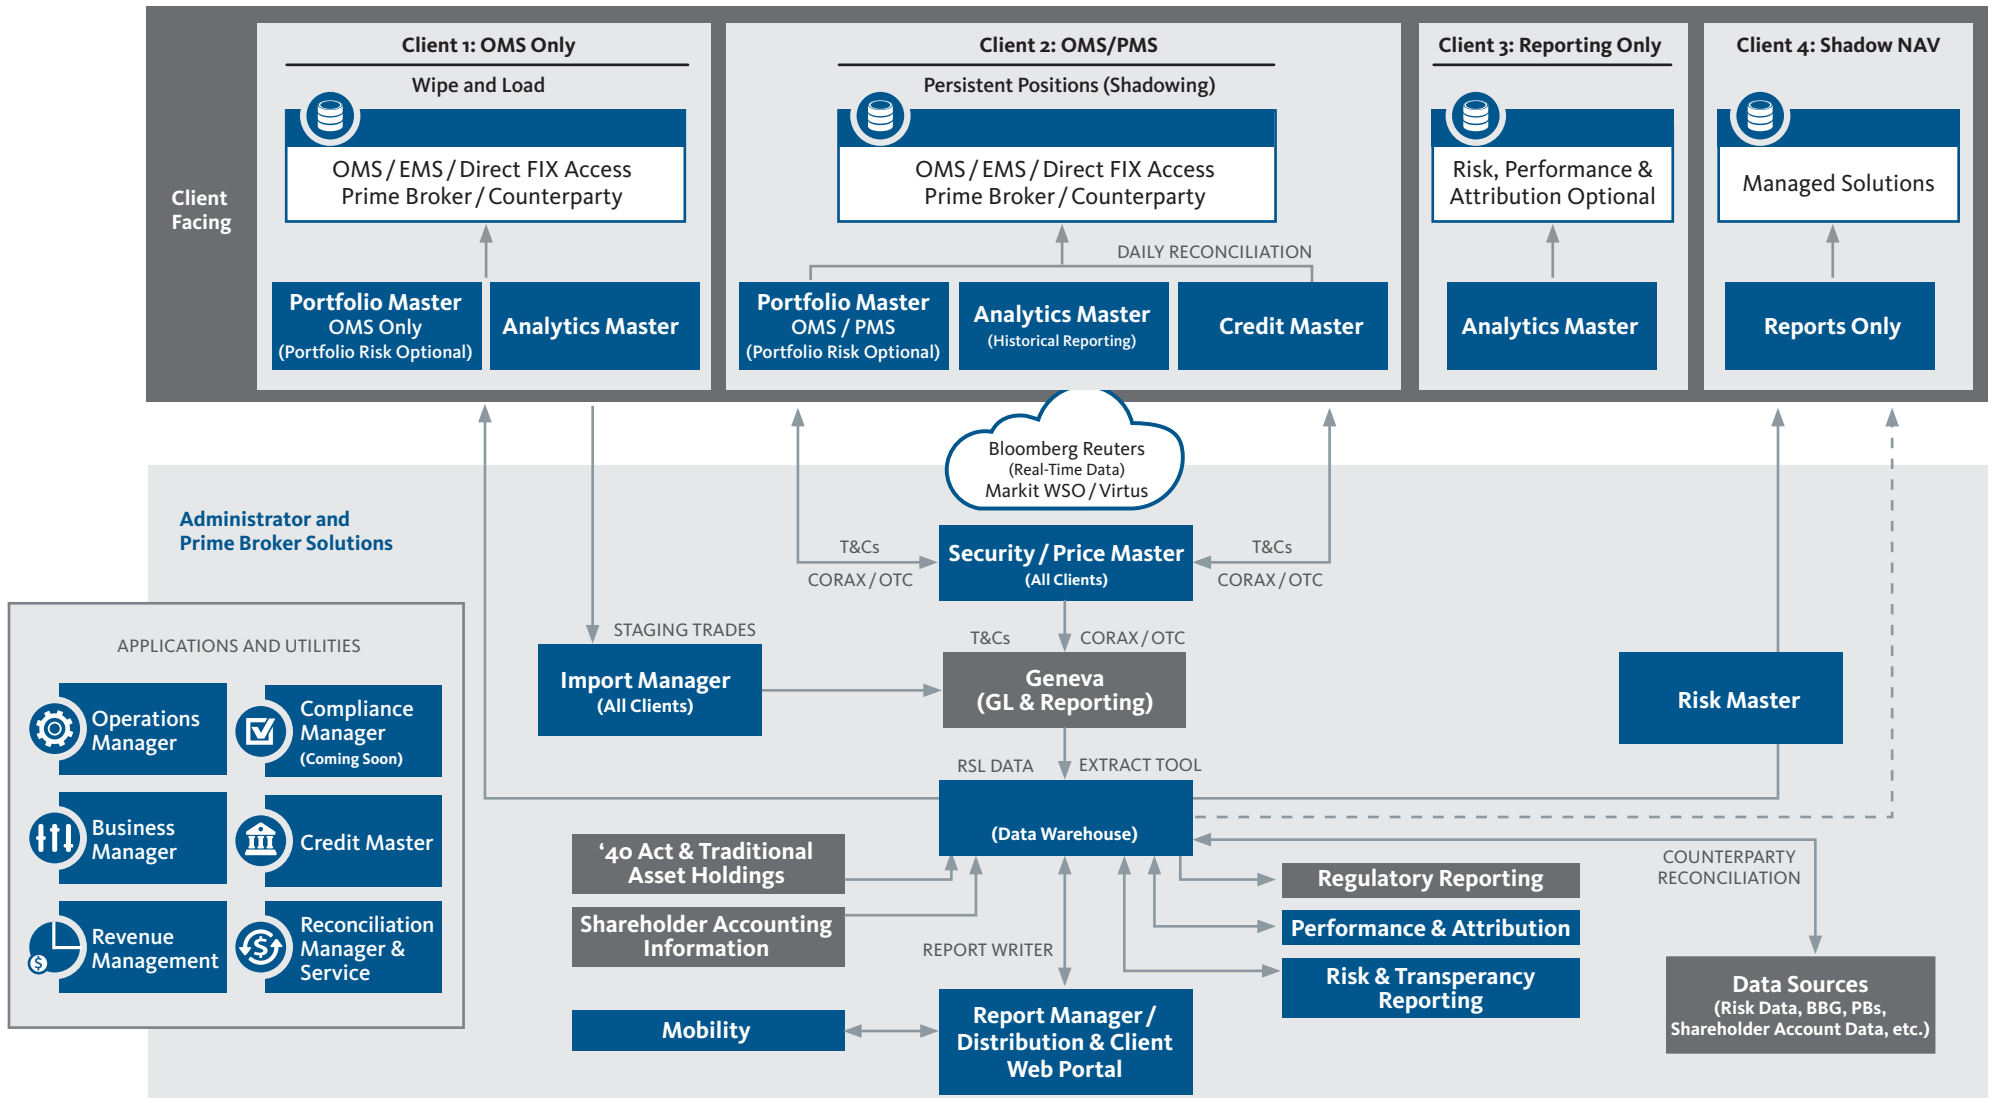 Client Facing
Client 1: OMS Only
Wipe and Load
OMS / EMS / Direct FIX Access
Prime Broker / Counterparty
Portfolio Master
OMS Only
(Portfolio Risk Optional)
Analytics Master
Client 2: OMS/PMS
Persistent Positions (Shadowing)
OMS / EMS / Direct FIX Access
Prime Broker / Counterparty
DAILY RECONCILIATION
Portfolio Master
OMS / PMS
(Portfolio Risk Optional)
Analytics Master
(Historical Reporting)
Credit Master
Client 3: Reporting Only
Risk, Performance &
Attribution Optional
Analytics Master
Client 4: Shadow NAV
Managed Solutions
Reports Only
Bloomberg Reuters
(Real-Time Data)
Markit WSO / Virtus
Administrator and
Prime Broker Solutions
T&Cs
CORAX / OTC
Security / Price Master
(All Clients)
T&Cs
CORAX / OTC
STAGING TRADES
Import Manager
(All Clients)
T&Cs
CORAX / OTC
Geneva
(GL & Reporting)
Risk Master
RSL DATA
EXTRACT TOOL
(Data Warehouse)
APPLICATIONS AND UTILITIES
Operations
Manager
Compliance
Manager
(Coming Soon)
Business
Manager
Credit Master
Revenue
Management
Reconciliation
Manager &
Service
‘40 Act & Traditional
Asset Holdings
Shareholder Accounting
Information
REPORT WRITER
Mobility
Report Manager /
Distribution & Client
Web Portal
Regulatory Reporting
Performance & Attribution
Risk & Transperancy
Reporting
COUNTERPARTY
RECONCILIATION
Data Sources
(Risk Data, BBG, PBs,
Shareholder Account Data, etc.)